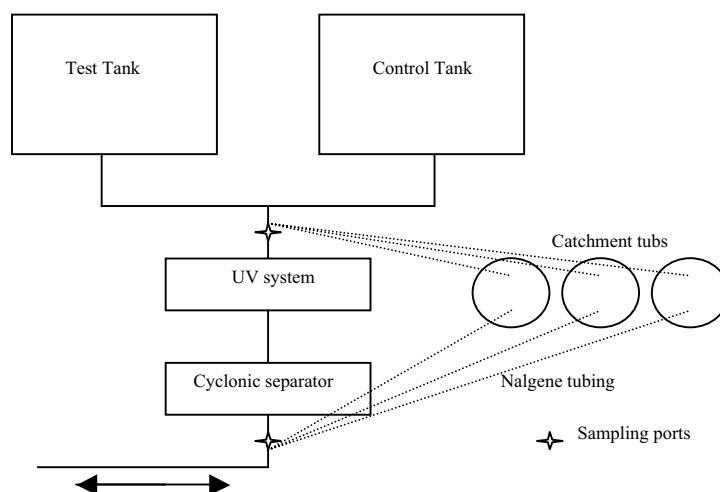 Test Tank
Control Tank
Catchment tubs
UV system
Cyclonic separator
Nalgene tubing
Sampling ports